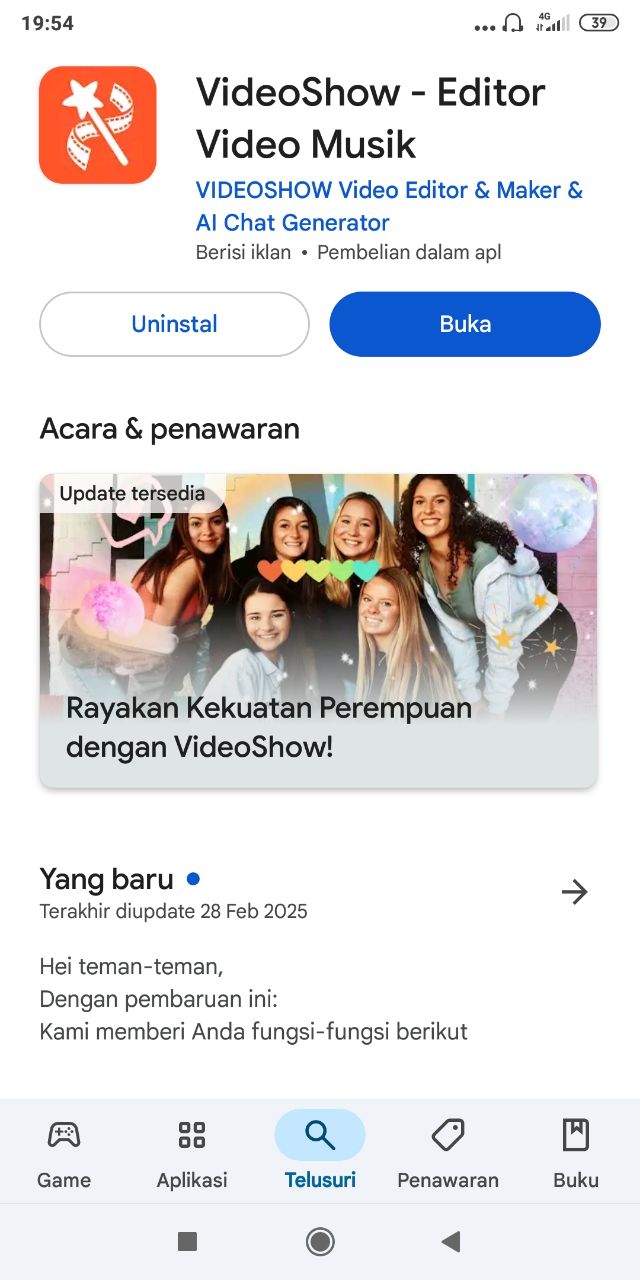 19:54
4G
39
VideoShow - Editor
Video Musik
VIDEOSHOW Video Editor & Maker &
AI Chat Generator
Berisi iklan • Pembelian dalam apl
Uninstal
Buka
Acara & penawaran
Update tersedia
Rayakan Kekuatan Perempuan
dengan VideoShow!
Yang baru
Terakhir diupdate 28 Feb 2025
Hei teman-teman,
Dengan pembaruan ini:
Kami memberi Anda fungsi-fungsi berikut
Game
Aplikasi
Telusuri
Penawaran
Buku